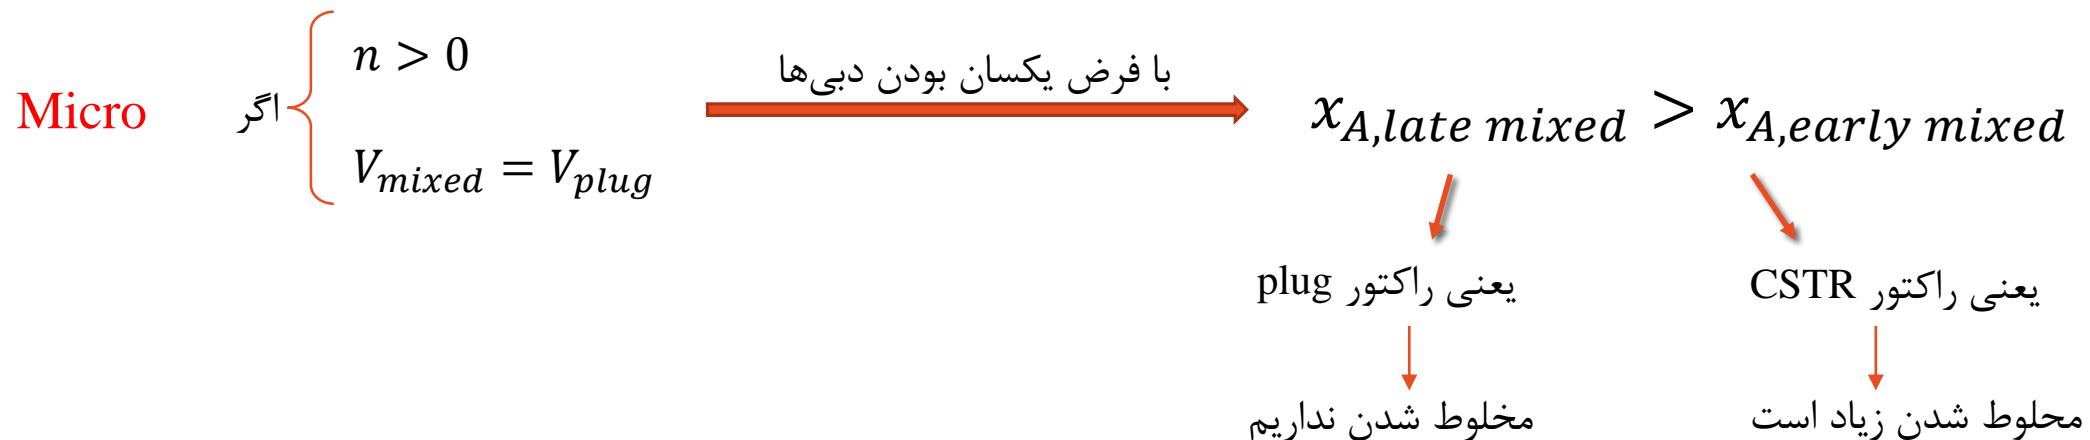 Micro
اگر
n > 0
V_mixed = V_plug
با فرض یکسان بودن دبی‌ها
x_A,late mixed > x_A,early mixed
یعنی راکتور plug
یعنی راکتور CSTR
مخلوط شدن نداریم
محلوط شدن زیاد است